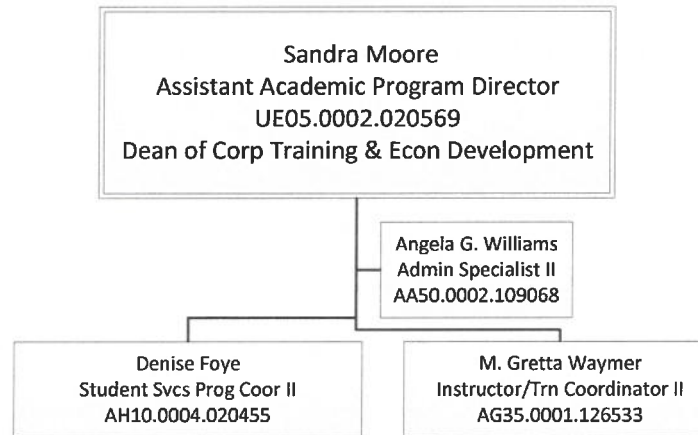 Sandra Moore
Assistant Academic Program Director
UE05.0002.020569
Dean of Corp Training & Econ Development
Angela G. Williams
Admin Specialist II
AA50.0002.109068
Denise Foye
Student Svcs Prog Coor II
AH10.0004.020455
M. Gretta Waymer
Instructor/Trn Coordinator II
AG35.0001.126533